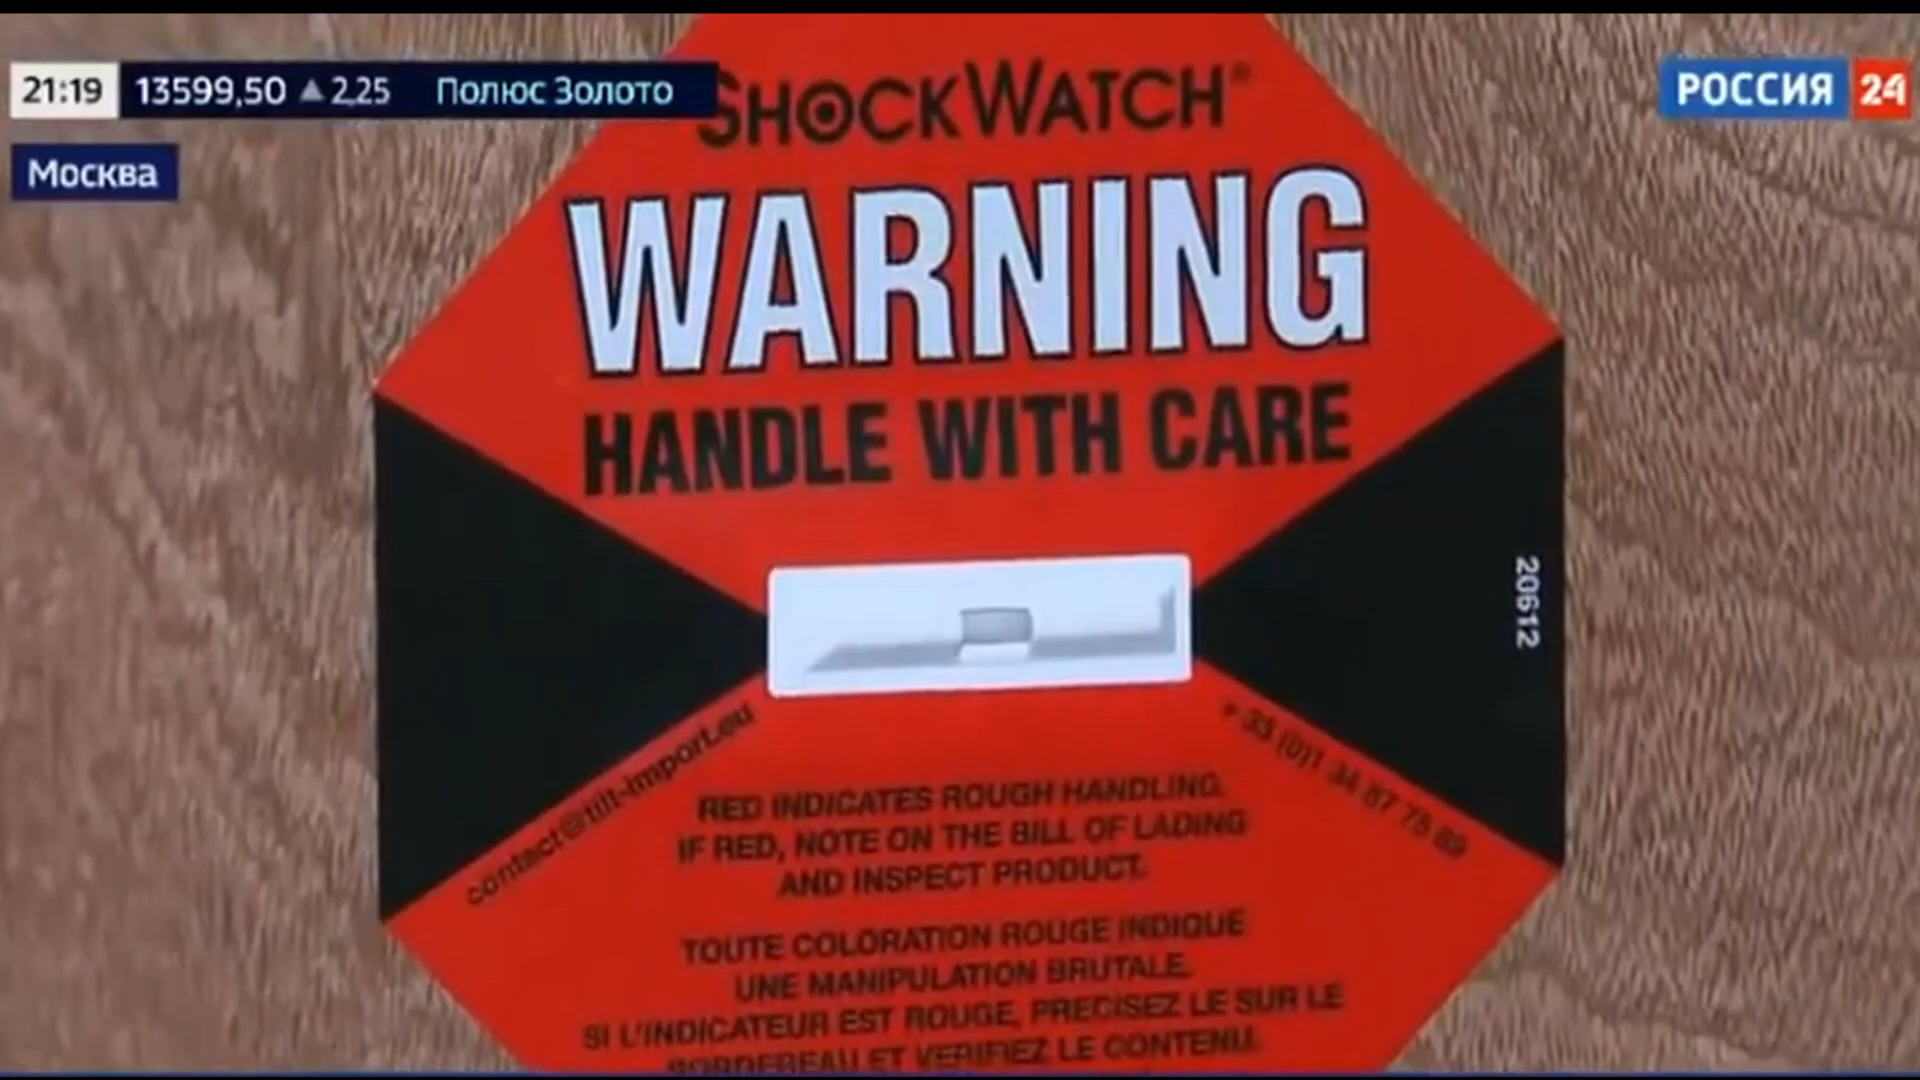 21:19 13599,50 ▲ 2,25 Полюс Золото
РОССИЯ 24
Москва
SHOCKWATCH®
WARNING
HANDLE WITH CARE
20612
contact@tilt-import.eu
+33 (0)1 34 87 75 89
RED INDICATES ROUGH HANDLING.
IF RED, NOTE ON THE BILL OF LADING
AND INSPECT PRODUCT.
TOUTE COLORATION ROUGE INDIQUE
UNE MANIPULATION BRUTALE.
SI L'INDICATEUR EST ROUGE, PRECISEZ LE SUR LE
BORDEREAU ET VERIFIEZ LE CONTENU.